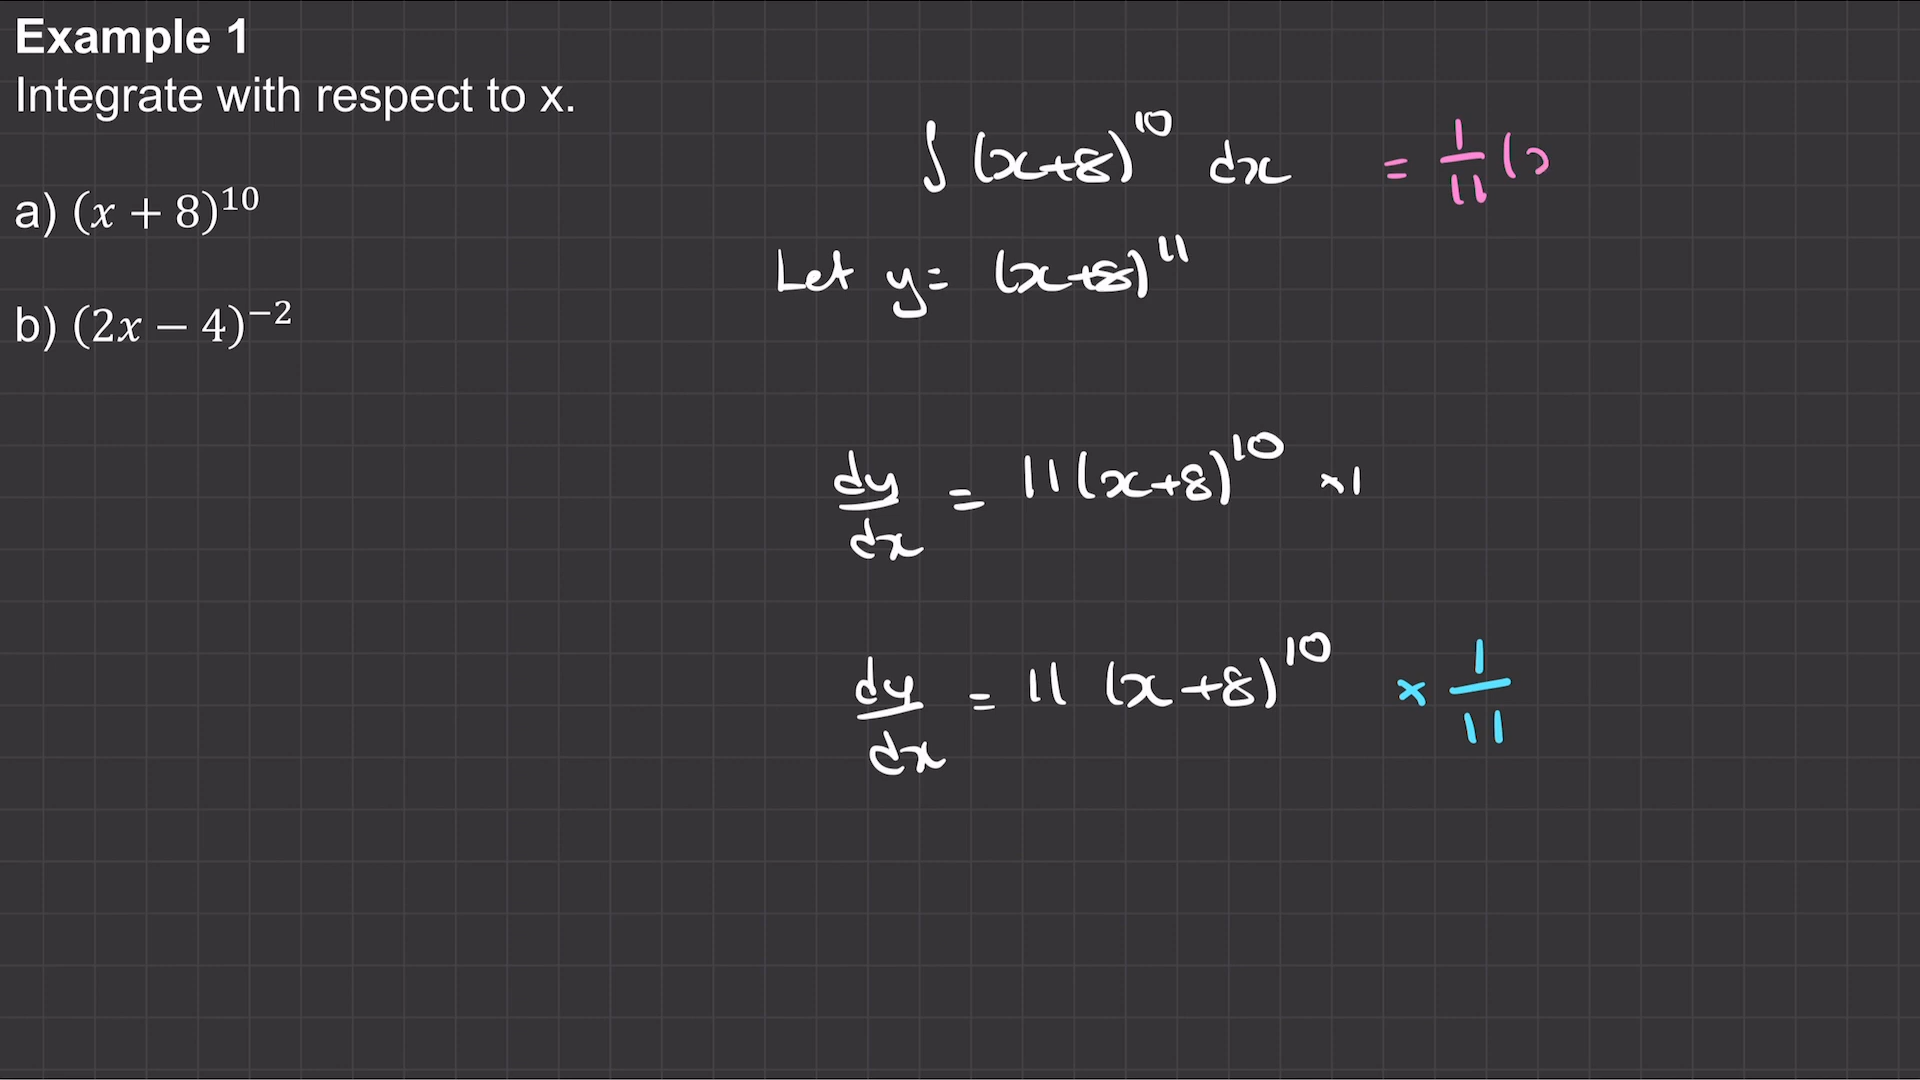 Example 1
Integrate with respect to x.
a) (x + 8)^10
b) (2x − 4)^−2
∫ (x+8)^10 dx = 1/11 (
Let y = (x+8)^11
dy/dx = 11(x+8)^10 ×1
dy/dx = 11 (x+8)^10 × 1/11